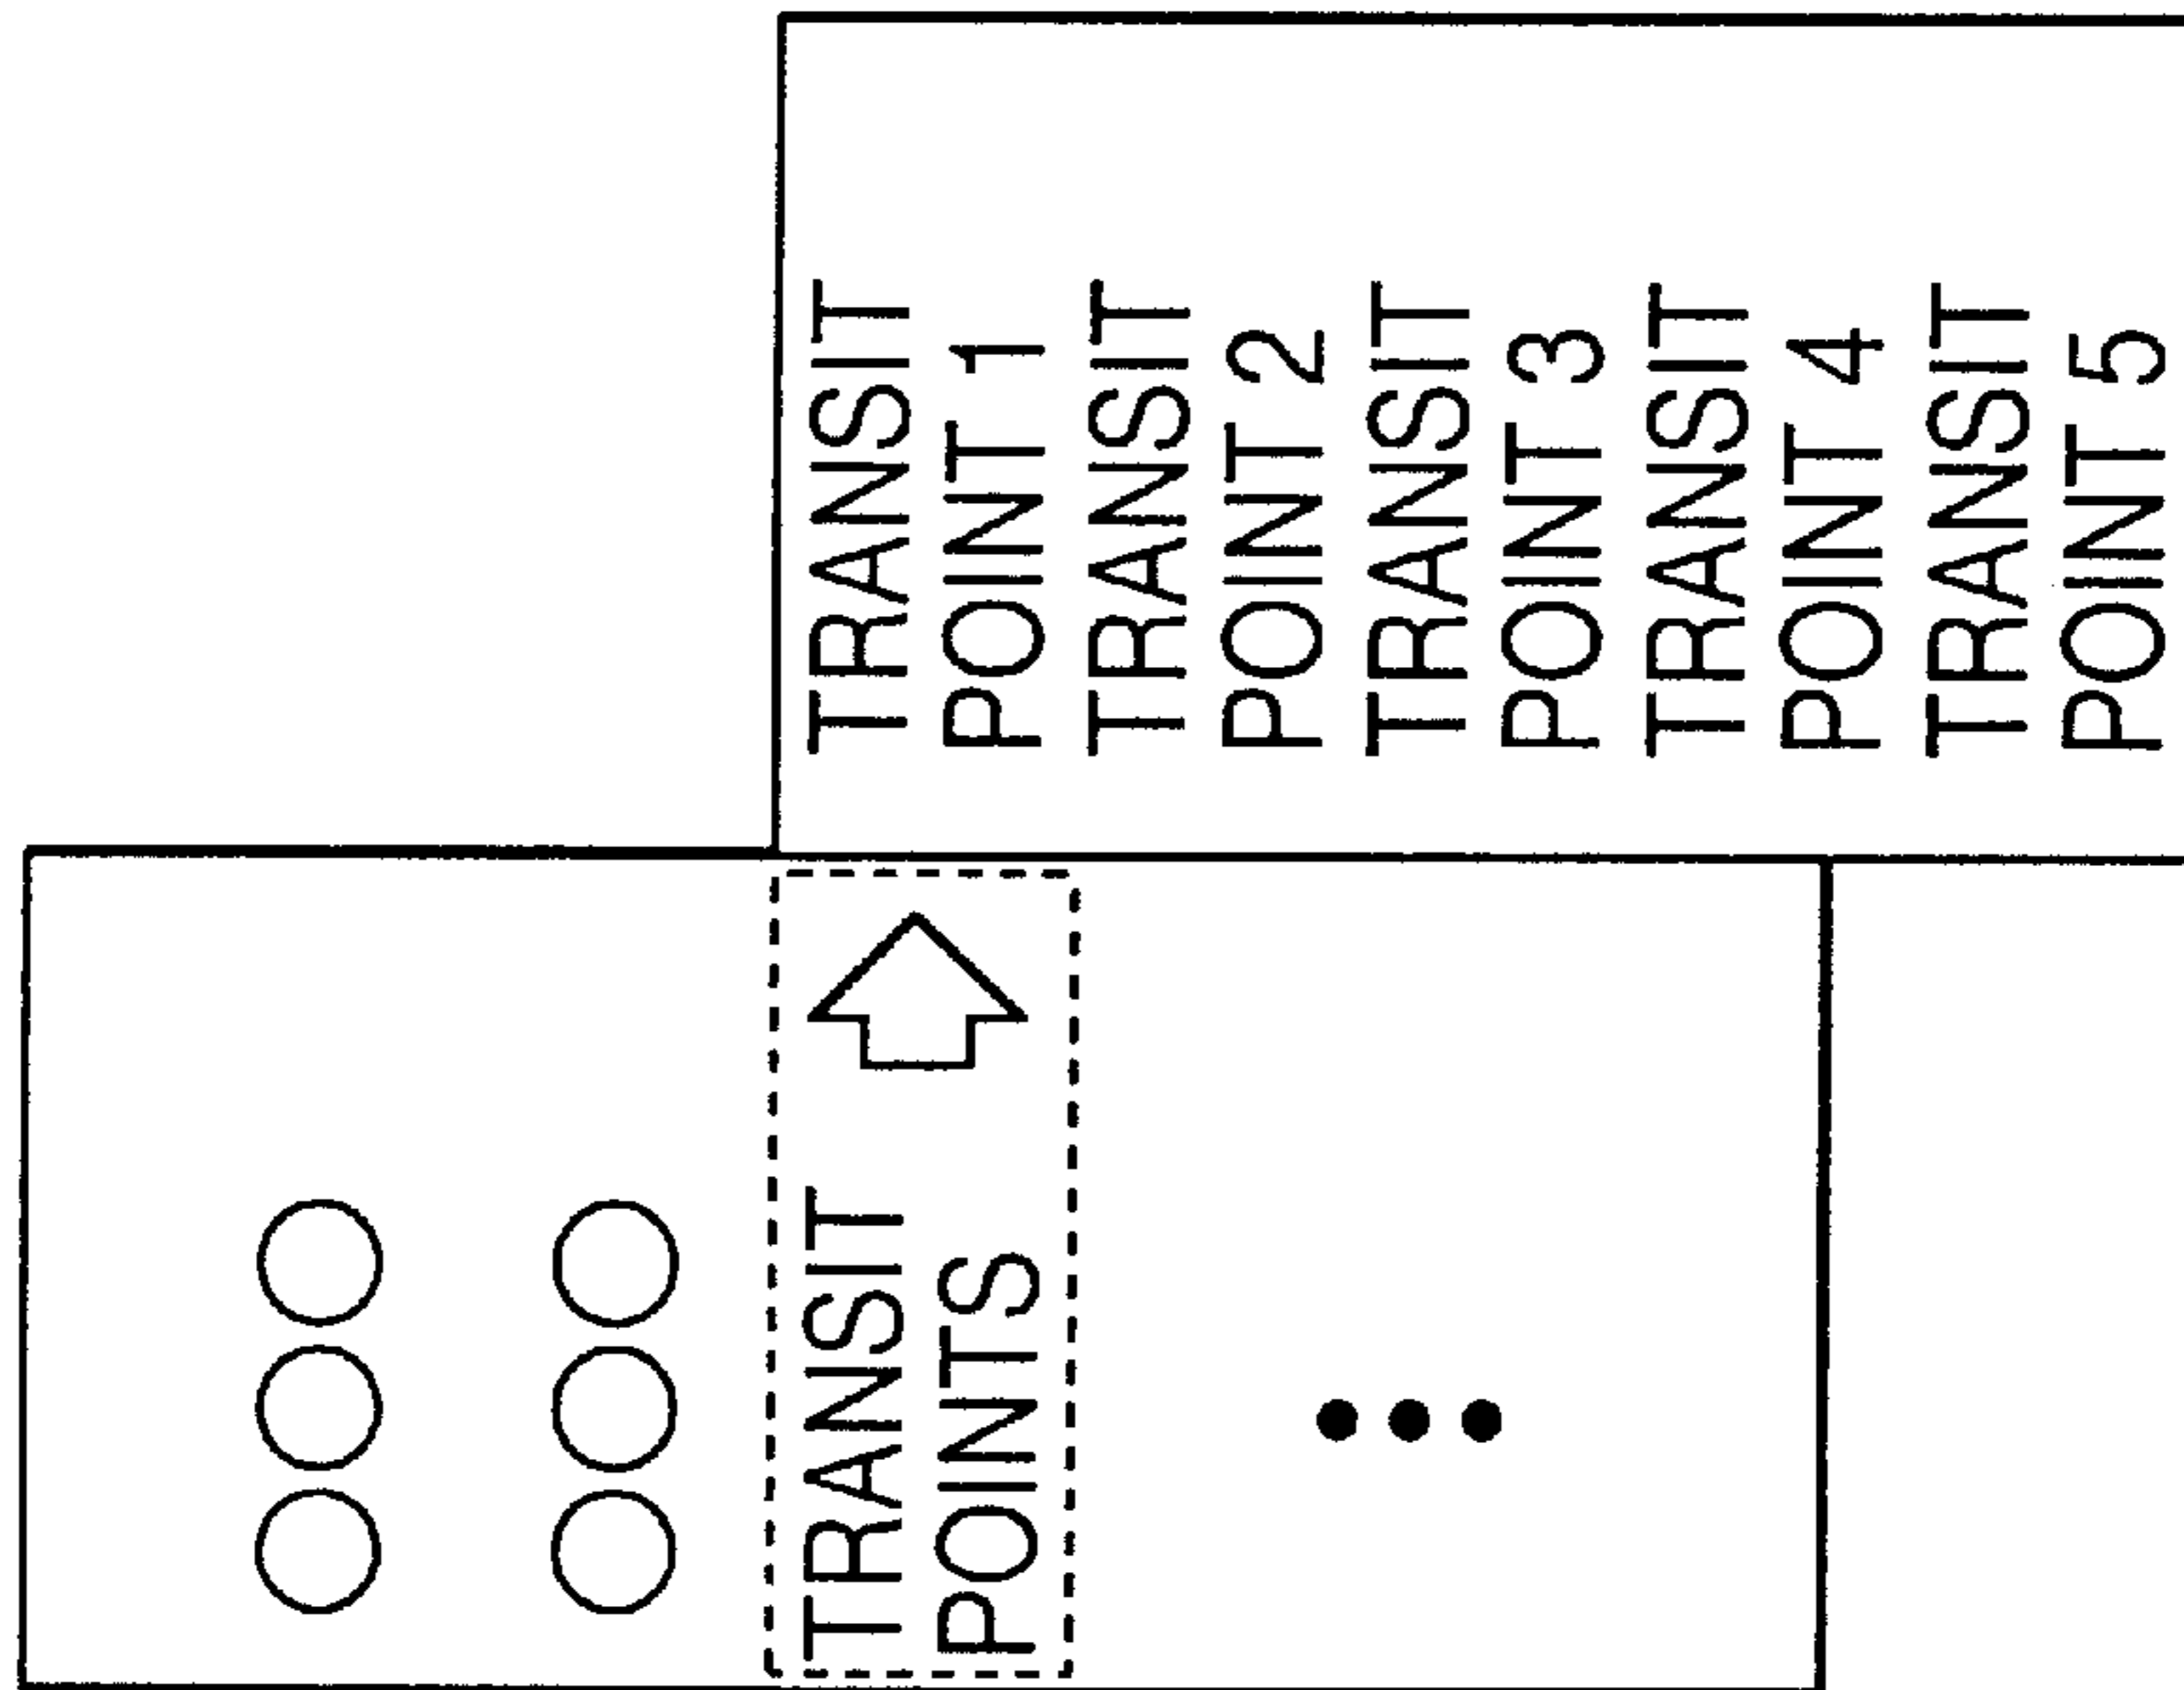 ○○○
○○○
TRANSIT
POINTS
TRANSIT
POINT 1
TRANSIT
POINT 2
TRANSIT
POINT 3
TRANSIT
POINT 4
TRANSIT
POINT 5